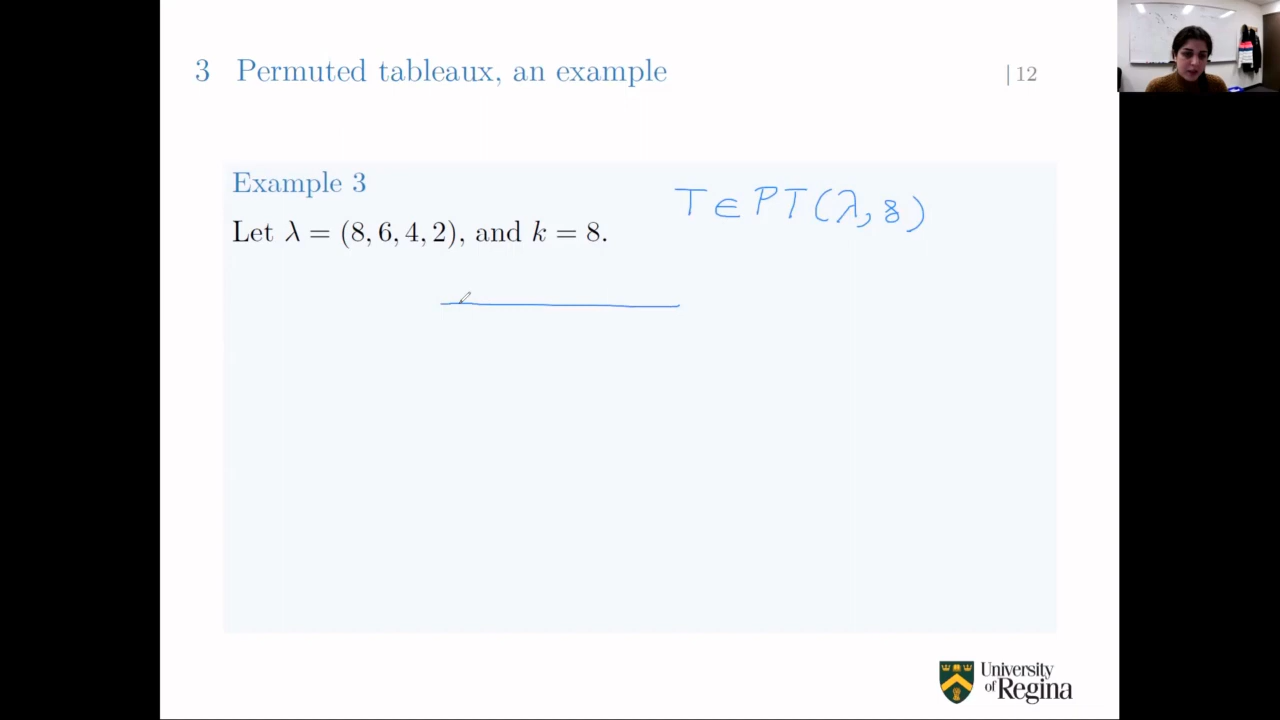 3 Permuted tableaux, an example
| 12
Example 3
T ∈ PT(λ, 8)
Let λ = (8, 6, 4, 2), and k = 8.
University
of Regina